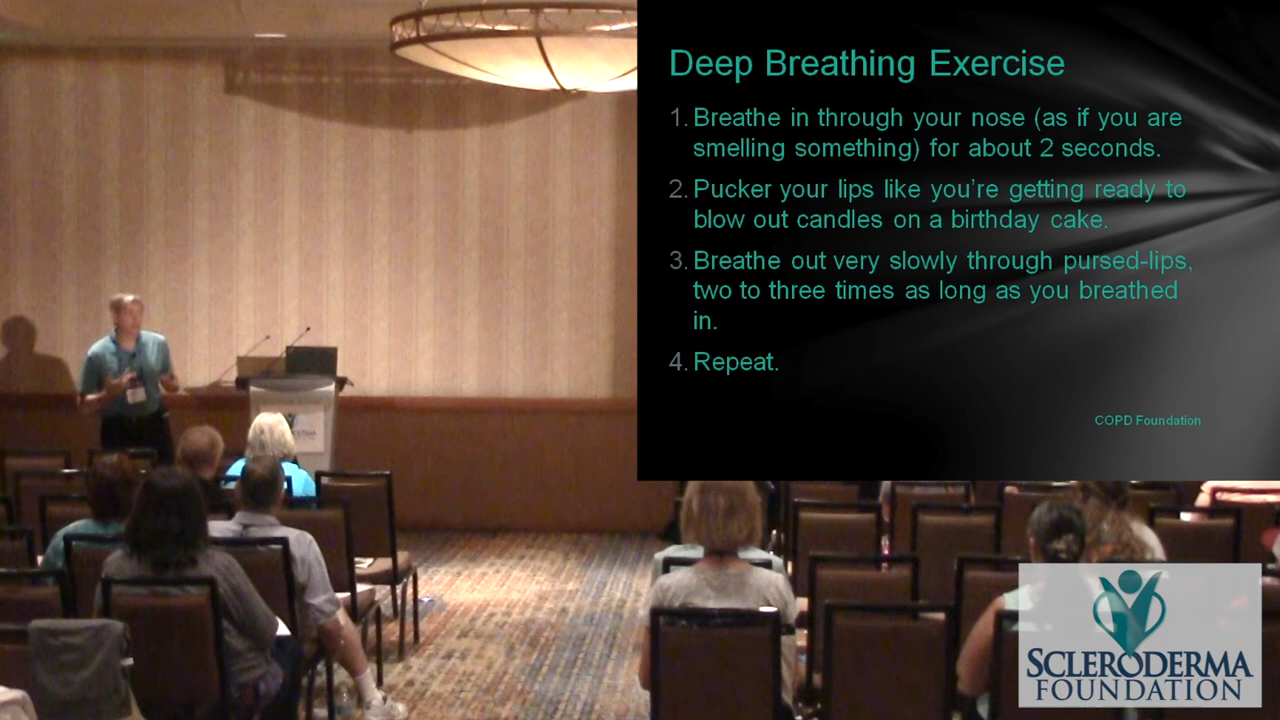 Deep Breathing Exercise
1. Breathe in through your nose (as if you are
smelling something) for about 2 seconds.
2. Pucker your lips like you're getting ready to
blow out candles on a birthday cake.
3. Breathe out very slowly through pursed-lips,
two to three times as long as you breathed
in.
4. Repeat.
COPD Foundation
SCLERODERMA
FOUNDATION